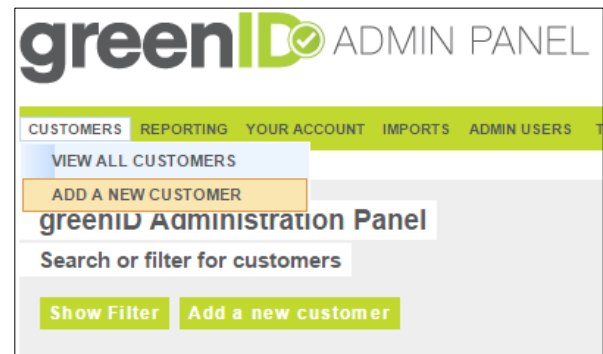 greenID ADMIN PANEL
CUSTOMERS REPORTING YOUR ACCOUNT IMPORTS ADMIN USERS T
VIEW ALL CUSTOMERS
ADD A NEW CUSTOMER
greenID Administration Panel
Search or filter for customers
Show Filter Add a new customer